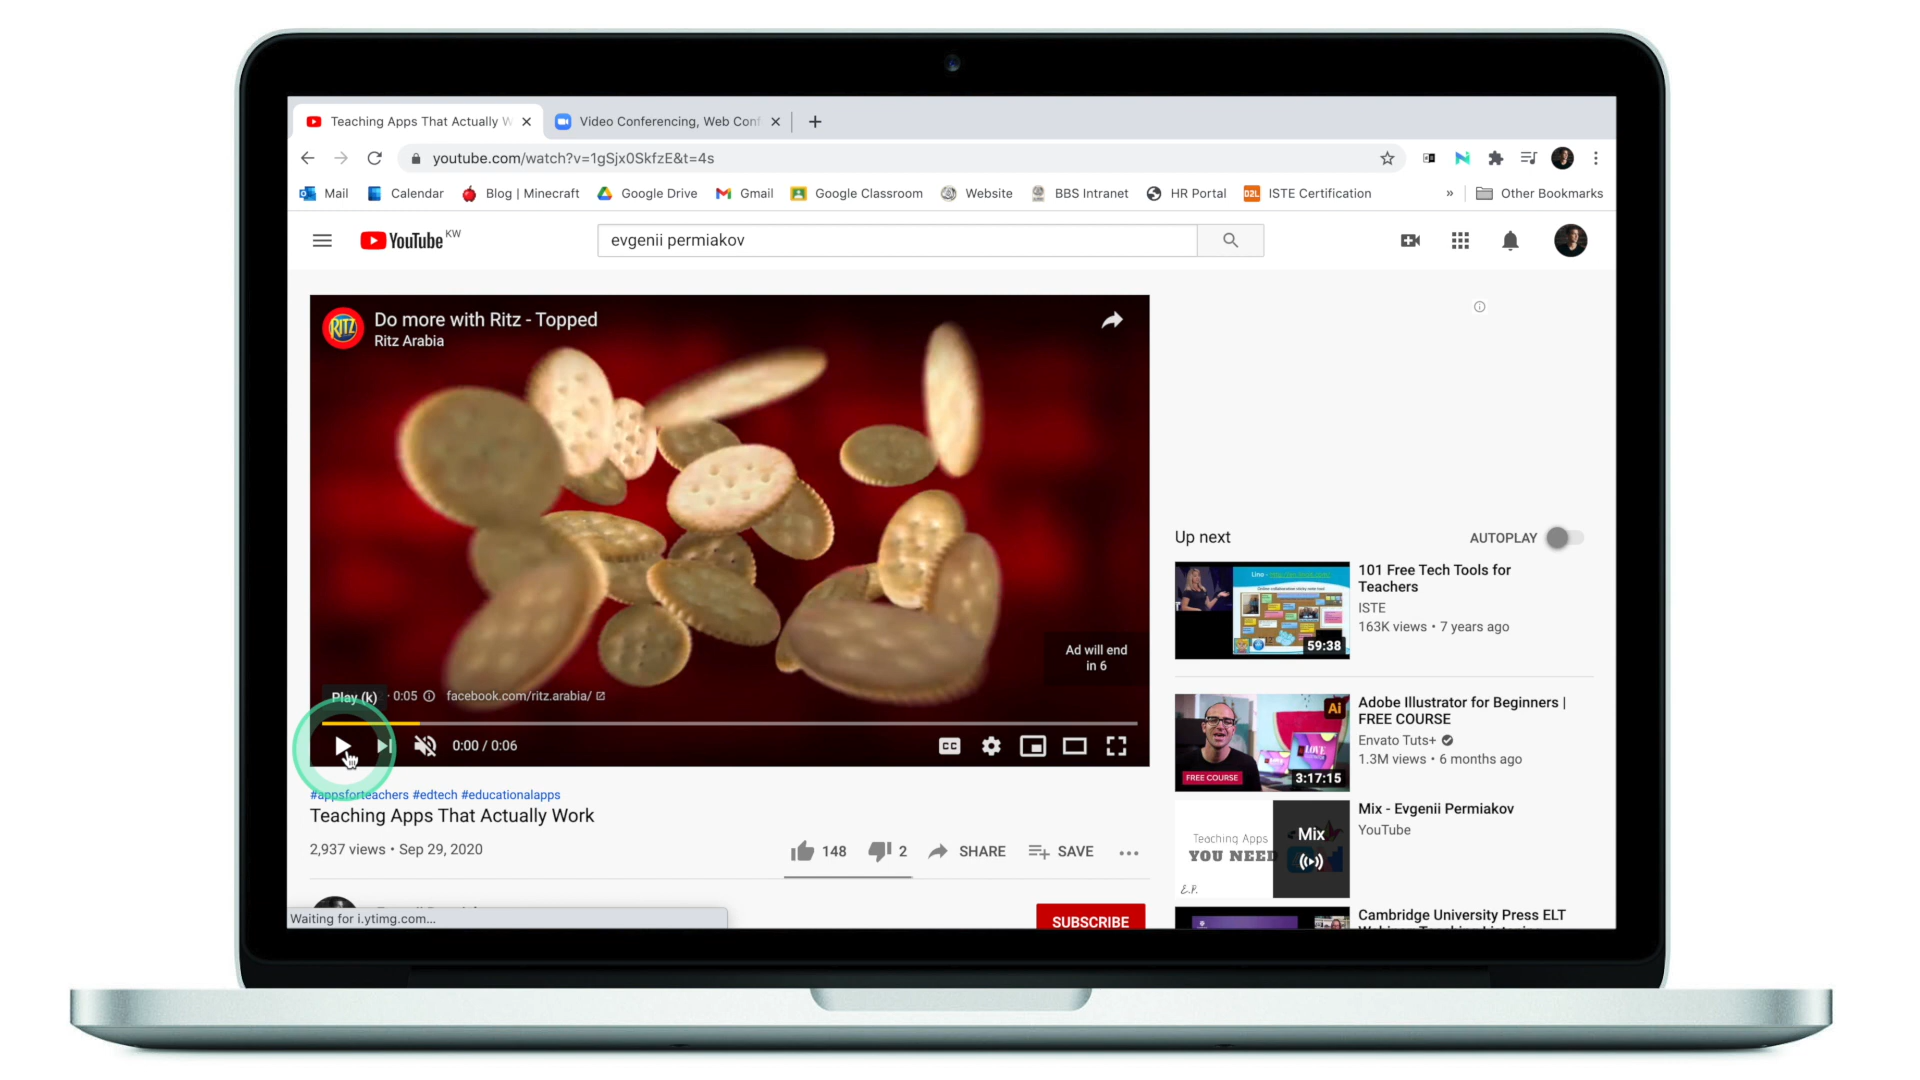 Teaching Apps That Actually W
Video Conferencing, Web Conf
youtube.com/watch?v=1gSjx0SkfzE&t=4s
Mail
Calendar
Blog | Minecraft
Google Drive
Gmail
Google Classroom
Website
BBS Intranet
HR Portal
D2L
ISTE Certification
»
Other Bookmarks
YouTube KW
evgenii permiakov
RITZ
Do more with Ritz - Topped
Ritz Arabia
Ad will end
in 6
Play (k)
· 0:05
facebook.com/ritz.arabia/
0:00 / 0:06
CC
#appsforteachers #edtech #educationalapps
Teaching Apps That Actually Work
2,937 views • Sep 29, 2020
148
2
SHARE
SAVE
SUBSCRIBE
Waiting for i.ytimg.com...
Up next
AUTOPLAY
59:38
101 Free Tech Tools for
Teachers
ISTE
163K views • 7 years ago
Ai
LOVE
FREE COURSE
3:17:15
Adobe Illustrator for Beginners |
FREE COURSE
Envato Tuts+
1.3M views • 6 months ago
Teaching Apps
YOU NEED
E.P.
Mix
Mix - Evgenii Permiakov
YouTube
Cambridge University Press ELT